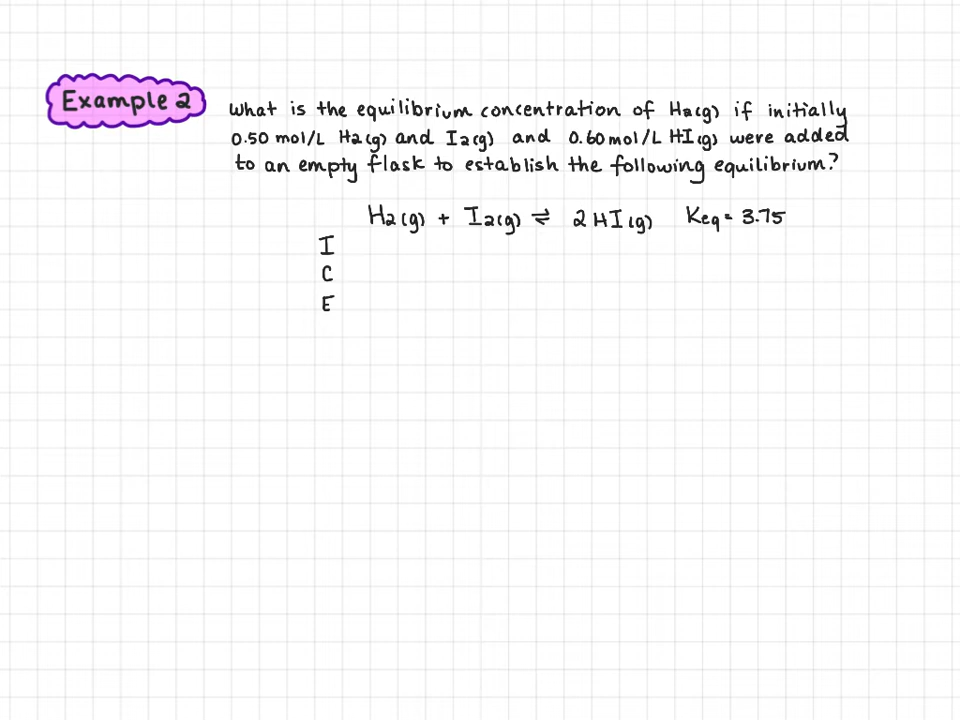 Example 2
What is the equilibrium concentration of H₂(g) if initially
0.50 mol/L H₂(g) and I₂(g) and 0.60 mol/L HI(g) were added
to an empty flask to establish the following equilibrium?
H₂(g) + I₂(g) ⇌ 2HI(g) Keq = 3.75
I
C
E